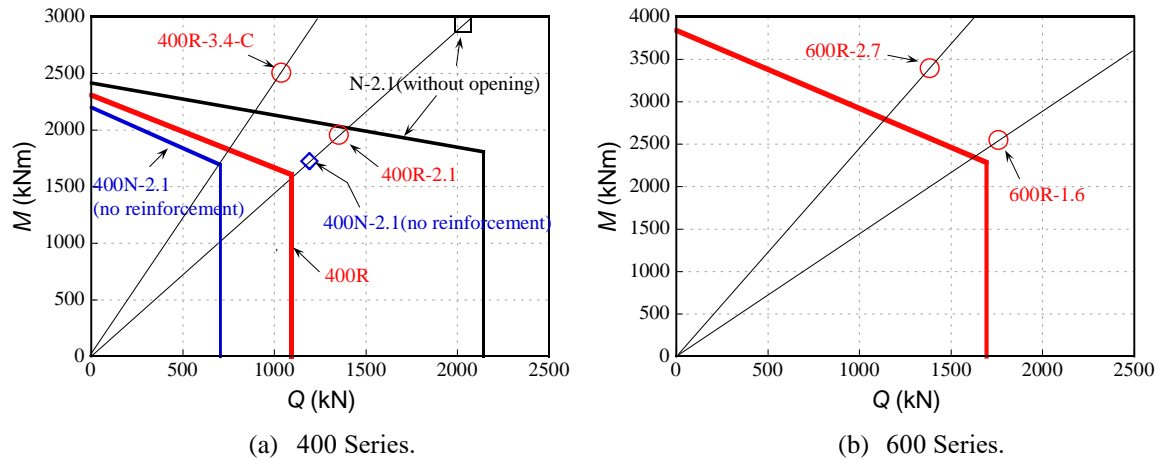 3000
2500
2000
1500
1000
500
0
M (kNm)
400R-3.4-C
N-2.1(without opening)
400R-2.1
400N-2.1
(no reinforcement)
400N-2.1(no reinforcement)
400R
0 500 1000 1500 2000 2500
Q (kN)
(a) 400 Series.
4000
3500
3000
2500
2000
1500
1000
500
0
M (kNm)
600R-2.7
600R-1.6
0 500 1000 1500 2000 2500
Q (kN)
(b) 600 Series.